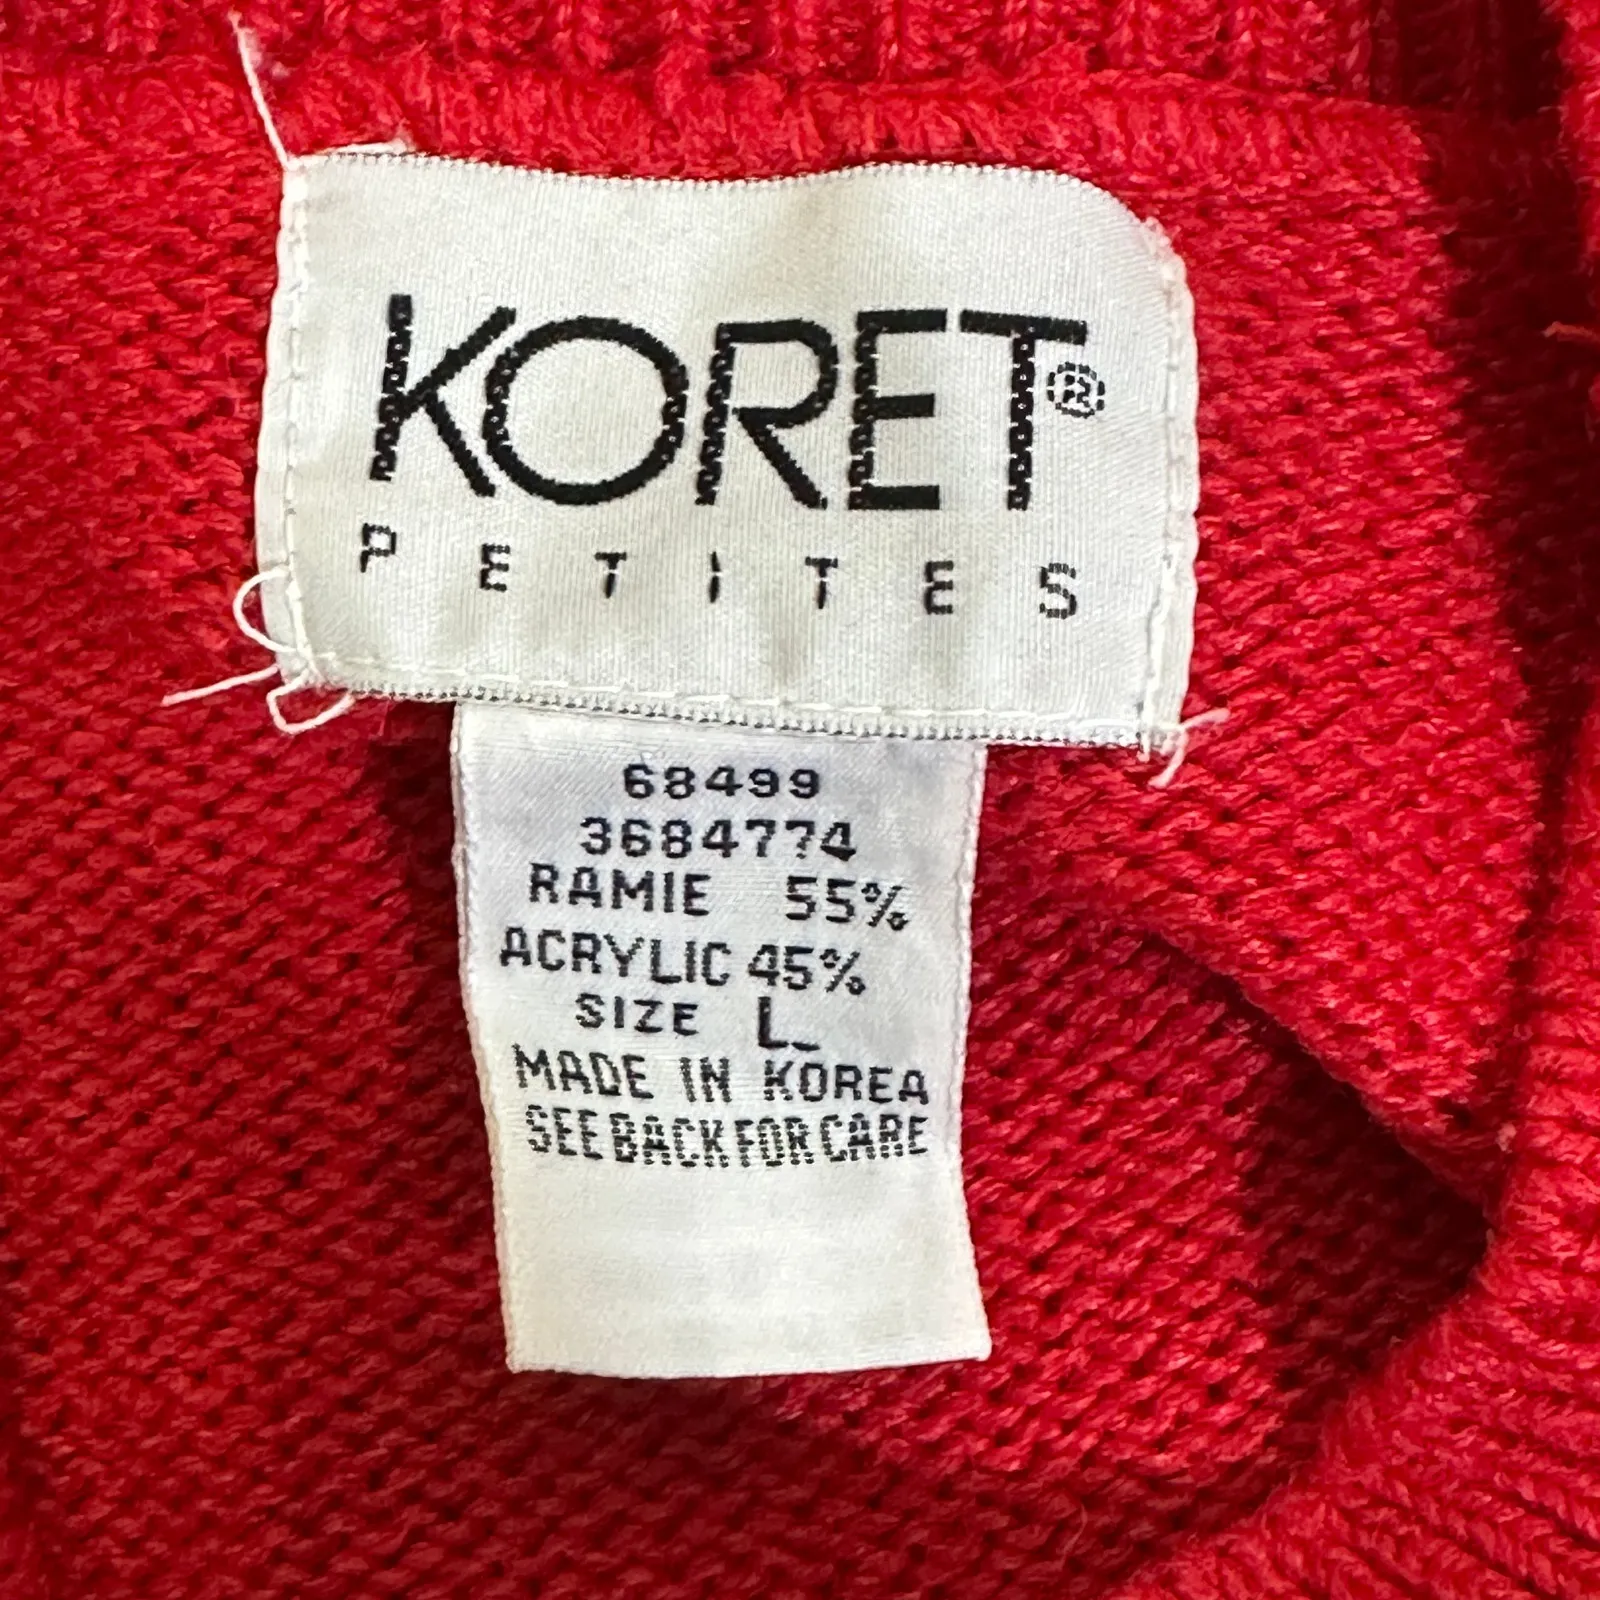 KORET®
PETITES
68499
3684774
RAMIE 55%
ACRYLIC 45%
SIZE L
MADE IN KOREA
SEE BACK FOR CARE